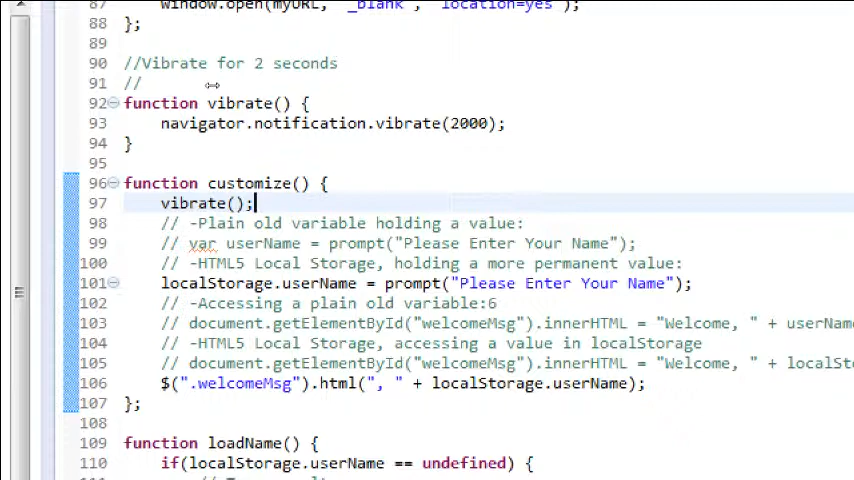 87 window.open(myURL, '_blank', 'location=yes');
88 };
89
90 //Vibrate for 2 seconds
91 //
92 function vibrate() {
93 navigator.notification.vibrate(2000);
94 }
95
96 function customize() {
97 vibrate();
98 // -Plain old variable holding a value:
99 // var userName = prompt("Please Enter Your Name");
100 // -HTML5 Local Storage, holding a more permanent value:
101 localStorage.userName = prompt("Please Enter Your Name");
102 // -Accessing a plain old variable:6
103 // document.getElementById("welcomeMsg").innerHTML = "Welcome, " + userName
104 // -HTML5 Local Storage, accessing a value in localStorage
105 // document.getElementById("welcomeMsg").innerHTML = "Welcome, " + localSto
106 $(".welcomeMsg").html(", " + localStorage.userName);
107 };
108
109 function loadName() {
110 if(localStorage.userName == undefined) {